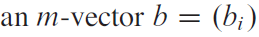 an m-vector b = (bᵢ)